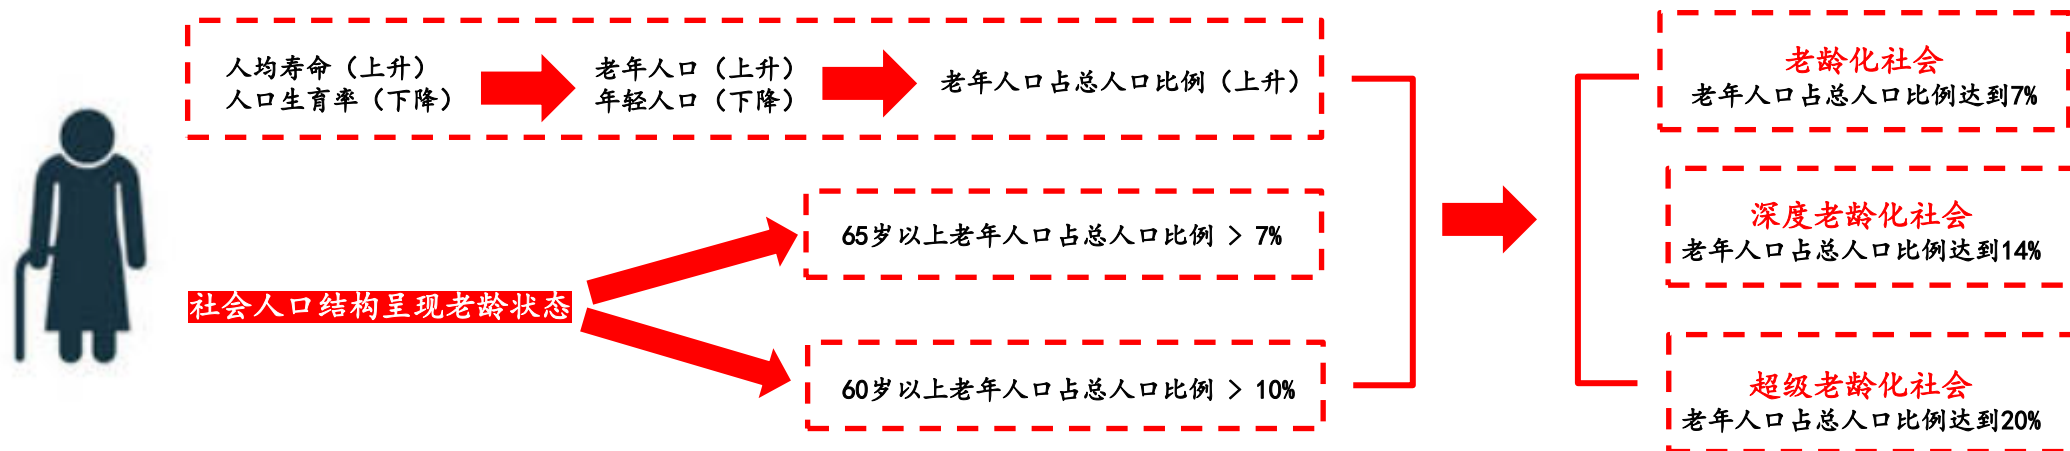 人均寿命（上升）
人口生育率（下降）
老年人口（上升）
年轻人口（下降）
老年人口占总人口比例（上升）
65岁以上老年人口占总人口比例 > 7%
社会人口结构呈现老龄状态
60岁以上老年人口占总人口比例 > 10%
老龄化社会
老年人口占总人口比例达到7%
深度老龄化社会
老年人口占总人口比例达到14%
超级老龄化社会
老年人口占总人口比例达到20%